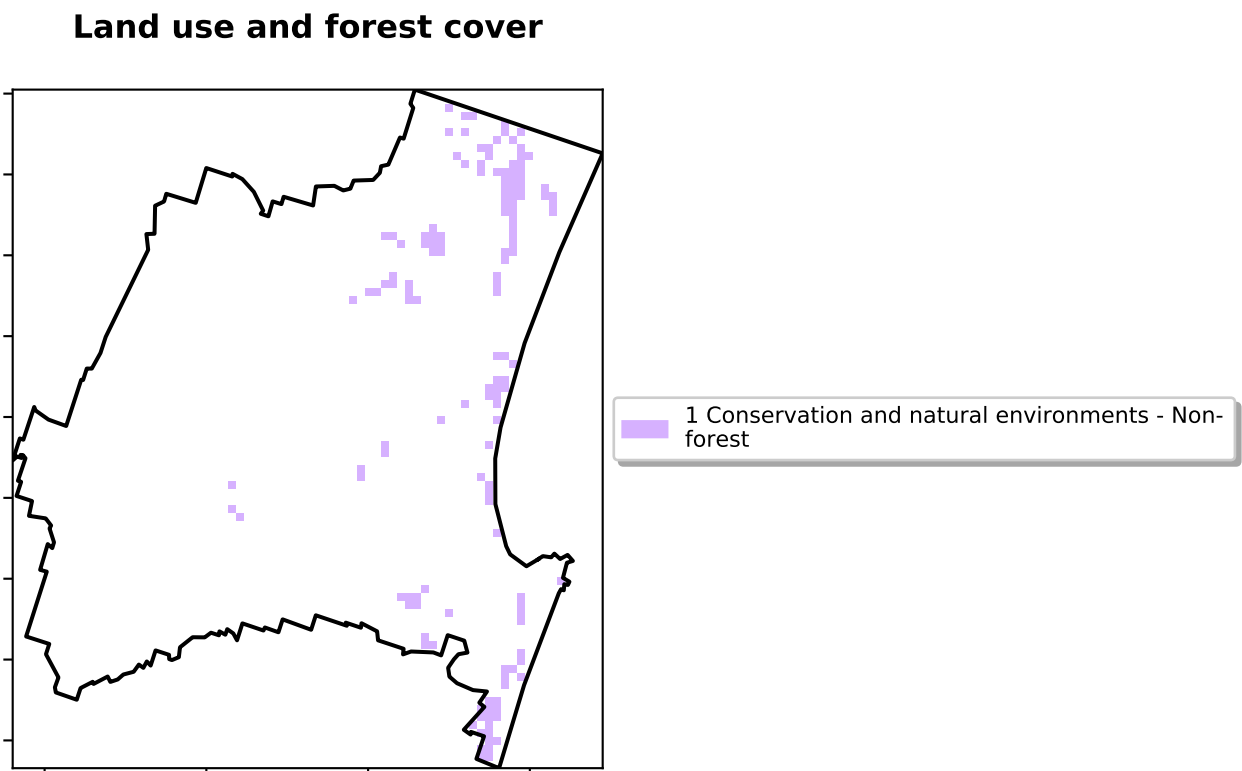 Land use and forest cover
1 Conservation and natural environments - Non-
forest